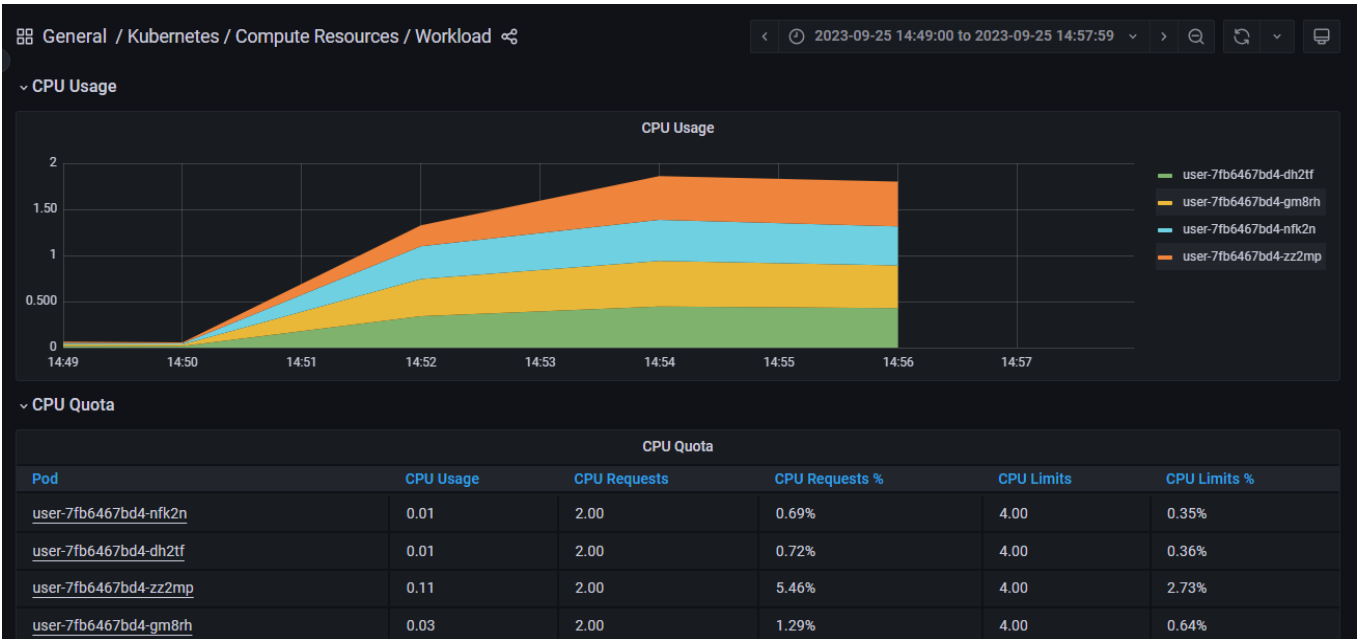 General / Kubernetes / Compute Resources / Workload
2023-09-25 14:49:00 to 2023-09-25 14:57:59
CPU Usage
CPU Usage
2
1.50
1
0.500
0
14:49 14:50 14:51 14:52 14:53 14:54 14:55 14:56 14:57
user-7fb6467bd4-dh2tf
user-7fb6467bd4-gm8rh
user-7fb6467bd4-nfk2n
user-7fb6467bd4-zz2mp
CPU Quota
CPU Quota
Pod CPU Usage CPU Requests CPU Requests % CPU Limits CPU Limits %
user-7fb6467bd4-nfk2n 0.01 2.00 0.69% 4.00 0.35%
user-7fb6467bd4-dh2tf 0.01 2.00 0.72% 4.00 0.36%
user-7fb6467bd4-zz2mp 0.11 2.00 5.46% 4.00 2.73%
user-7fb6467bd4-gm8rh 0.03 2.00 1.29% 4.00 0.64%